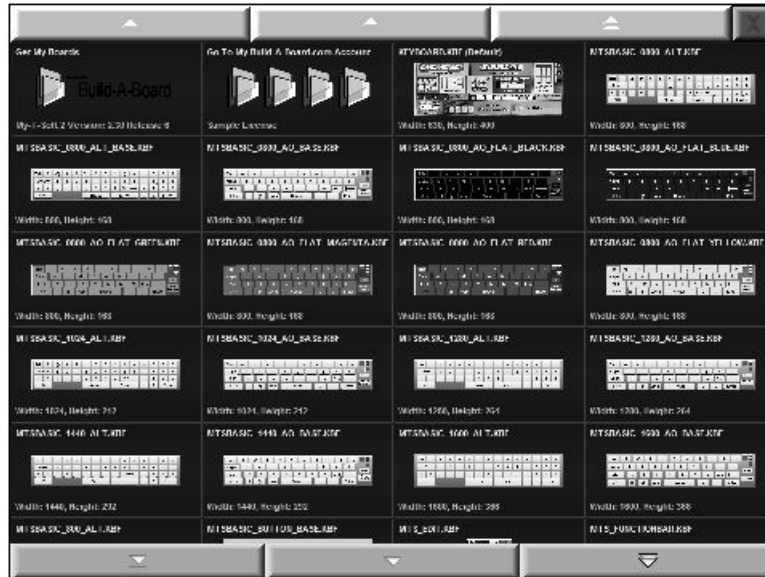 X
Get My Boards
Build-A-Board
My-T-Soft 2 Version: 2.30 Release 6
Go To My Build-A-Board.com Account
Sample License
KEYBOARD.KBF (Default)
Width: 630, Height: 400
MTSBASIC_0800_ALT.KBF
Width: 800, Height: 168
MTSBASIC_0800_ALT_BASE.KBF
Width: 800, Height: 168
MTSBASIC_0800_AO_BASE.KBF
Width: 800, Height: 168
MTSBASIC_0800_AO_FLAT_BLACK.KBF
Width: 800, Height: 168
MTSBASIC_0800_AO_FLAT_BLUE.KBF
Width: 800, Height: 168
MTSBASIC_0800_AO_FLAT_GREEN.KBF
Width: 800, Height: 168
MTSBASIC_0800_AO_FLAT_MAGENTA.KBF
Width: 800, Height: 168
MTSBASIC_0800_AO_FLAT_RED.KBF
Width: 800, Height: 168
MTSBASIC_0800_AO_FLAT_YELLOW.KBF
Width: 800, Height: 168
MTSBASIC_1024_ALT.KBF
Width: 1024, Height: 212
MTSBASIC_1024_AO_BASE.KBF
Width: 1024, Height: 212
MTSBASIC_1280_ALT.KBF
Width: 1280, Height: 264
MTSBASIC_1280_AO_BASE.KBF
Width: 1280, Height: 264
MTSBASIC_1440_ALT.KBF
Width: 1440, Height: 292
MTSBASIC_1440_AO_BASE.KBF
Width: 1440, Height: 292
MTSBASIC_1600_ALT.KBF
Width: 1600, Height: 366
MTSBASIC_1600_AO_BASE.KBF
Width: 1600, Height: 366
MTSBASIC_800_ALT.KBF
MTSBASIC_BUTTON_BASE.KBF
MTS_EDIT.KBF
MTS_FUNCTIONBAR.KBF